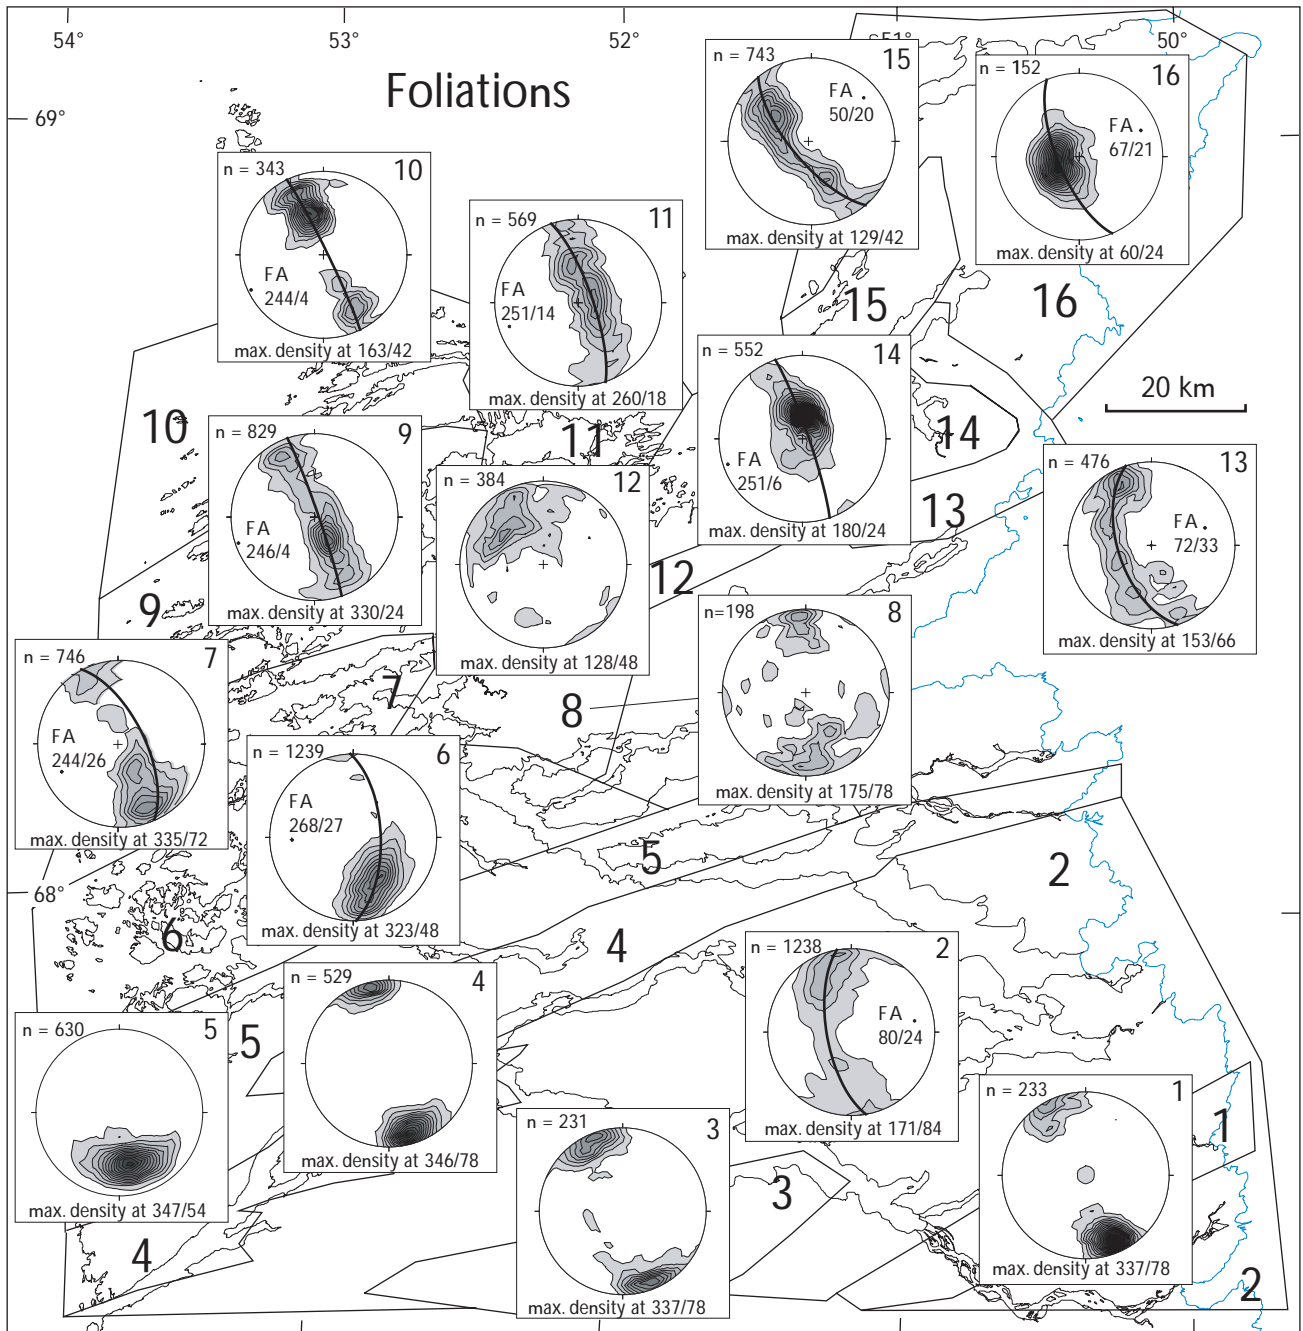 54°
53°
52°
51°
50°
69°
68°
Foliations
n = 743
15
FA
50/20
max. density at 129/42
n = 152
16
FA
67/21
max. density at 60/24
n = 343
10
FA
244/4
max. density at 163/42
n = 569
11
FA
251/14
max. density at 260/18
15
16
n = 552
14
FA
251/6
max. density at 180/24
20 km
10
n = 829
9
FA
246/4
max. density at 330/24
11
14
n = 384
12
max. density at 128/48
13
n = 476
13
FA
72/33
max. density at 153/66
12
9
n=198
8
max. density at 175/78
n = 746
7
FA
244/26
max. density at 335/72
7
8
n = 1239
6
FA
268/27
max. density at 323/48
5
2
6
4
n = 1238
2
FA
80/24
max. density at 171/84
n = 529
4
max. density at 346/78
n = 630
5
max. density at 347/54
5
n = 233
1
max. density at 337/78
1
n = 231
3
max. density at 337/78
3
4
2